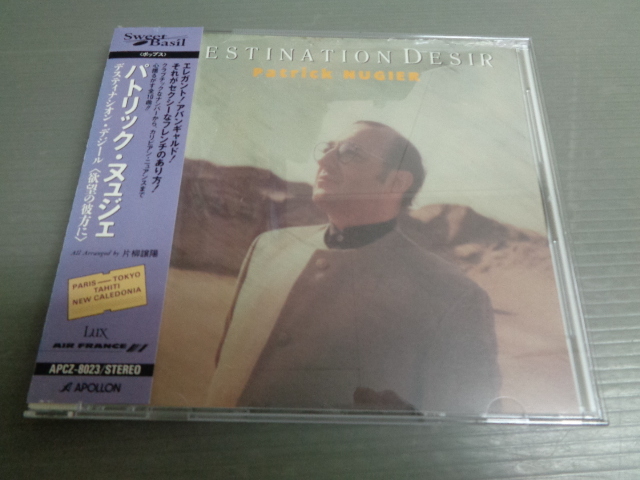 Sweet Basil
〈ポップス〉
パトリック・ヌュジェ
デスティナシオン・デジール〈欲望の彼方に〉
エレガント!アバンギャルド!
それがセクシーなフレンチのあり方!
All Arranged by 片柳譲陽
PARIS TOKYO
TAHITI
NEW CALEDONIA
LUX
AIR FRANCE
APCZ-8023/STEREO
APOLLON
DESTINATION DESIR
Patrick NUGIER